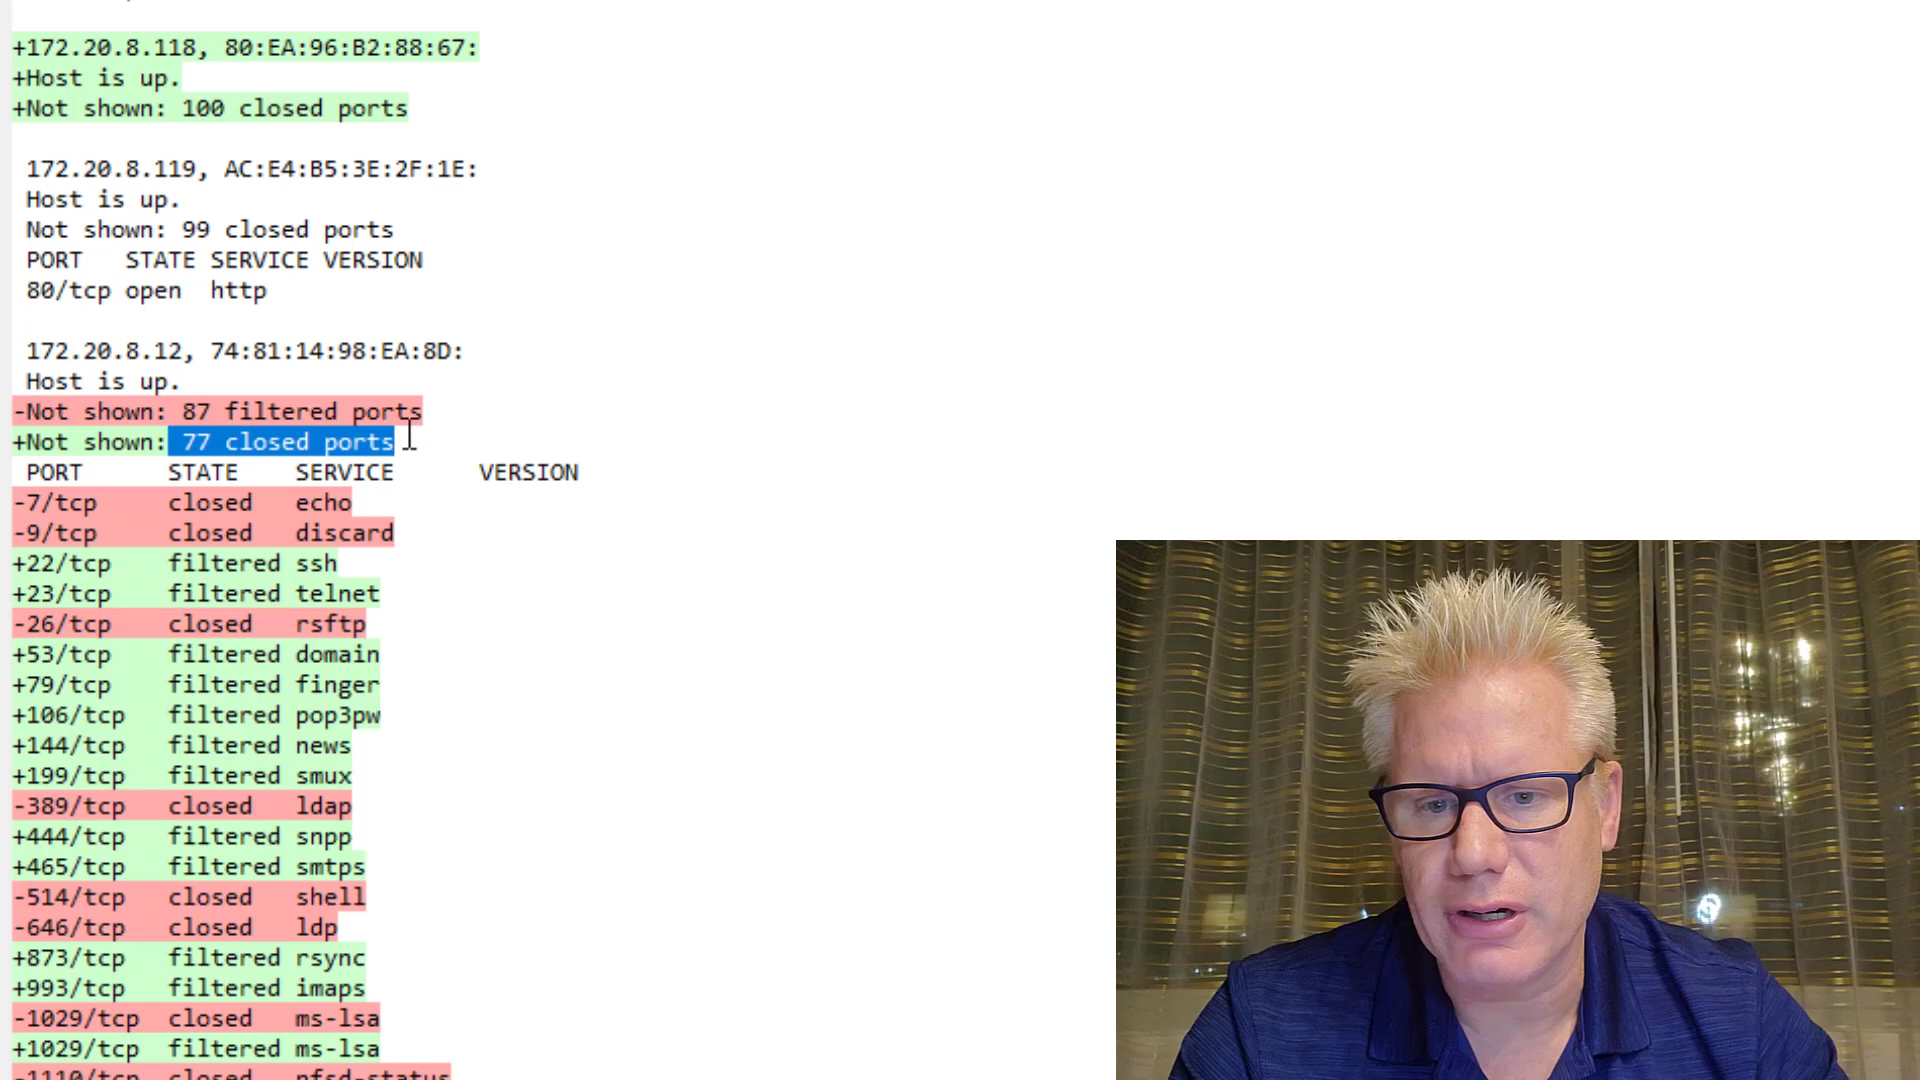 +172.20.8.118, 80:EA:96:B2:88:67:
+Host is up.
+Not shown: 100 closed ports
172.20.8.119, AC:E4:B5:3E:2F:1E:
Host is up.
Not shown: 99 closed ports
PORT STATE SERVICE VERSION
80/tcp open http
172.20.8.12, 74:81:14:98:EA:8D:
Host is up.
-Not shown: 87 filtered ports
+Not shown: 77 closed ports
PORT STATE SERVICE VERSION
-7/tcp closed echo
-9/tcp closed discard
+22/tcp filtered ssh
+23/tcp filtered telnet
-26/tcp closed rsftp
+53/tcp filtered domain
+79/tcp filtered finger
+106/tcp filtered pop3pw
+144/tcp filtered news
+199/tcp filtered smux
-389/tcp closed ldap
+444/tcp filtered snpp
+465/tcp filtered smtps
-514/tcp closed shell
-646/tcp closed ldp
+873/tcp filtered rsync
+993/tcp filtered imaps
-1029/tcp closed ms-lsa
+1029/tcp filtered ms-lsa
-1110/tcp closed nfsd-status